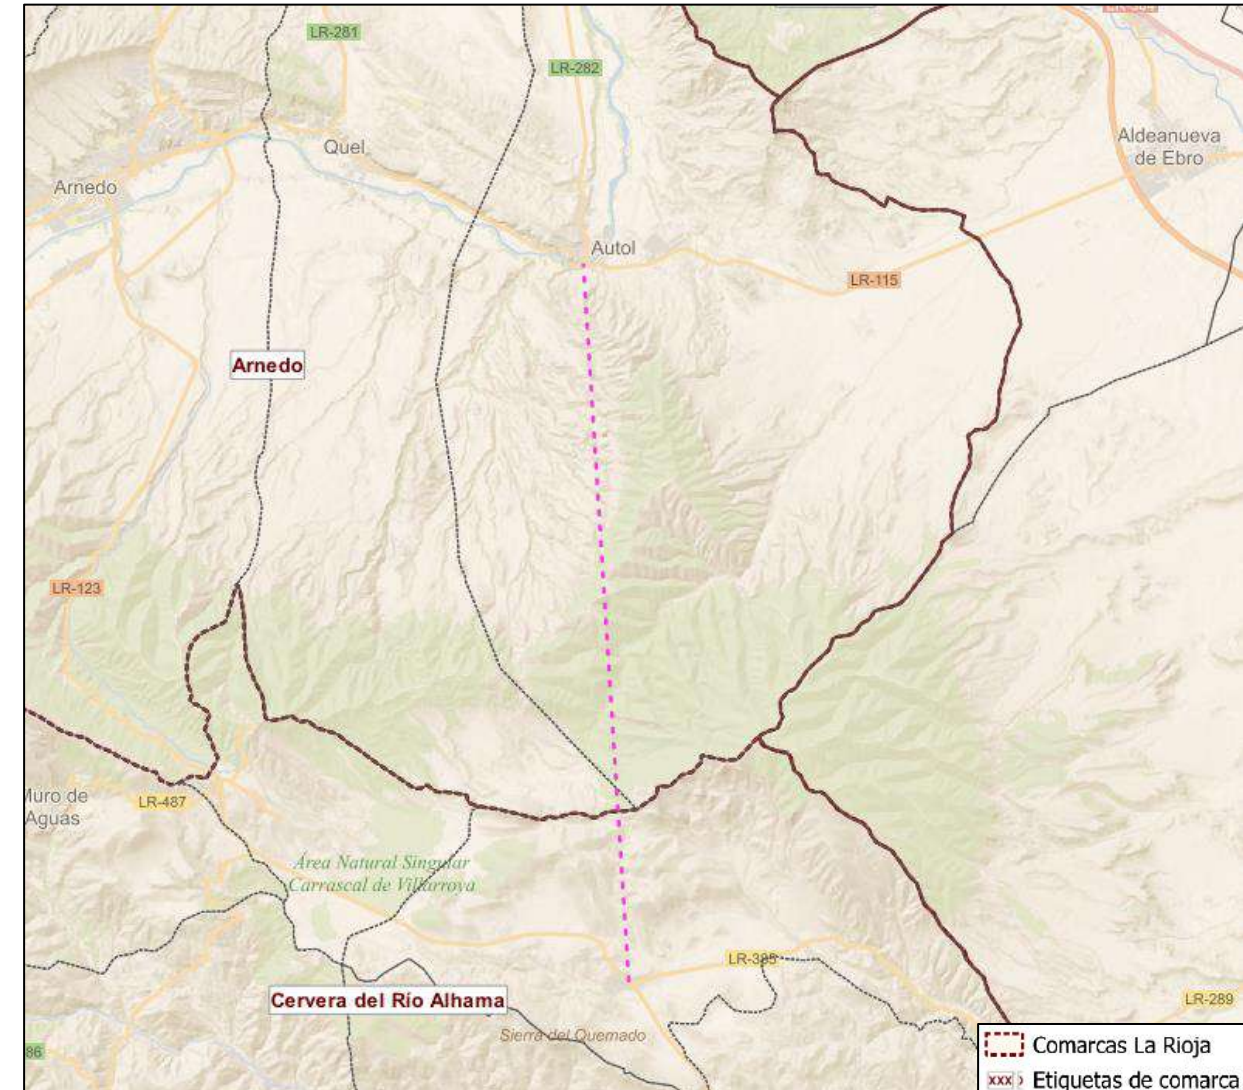 LR-281
LR-282
Quel
Arnedo
Aldeanueva
de Ebro
Autol
LR-115
Arnedo
LR-123
Muro de
Aguas
LR-487
Área Natural Singular
Carrascal de Villarroya
LR-385
Cervera del Río Alhama
LR-289
Sierra del Quemado
86
Comarcas La Rioja
xxx
Etiquetas de comarca